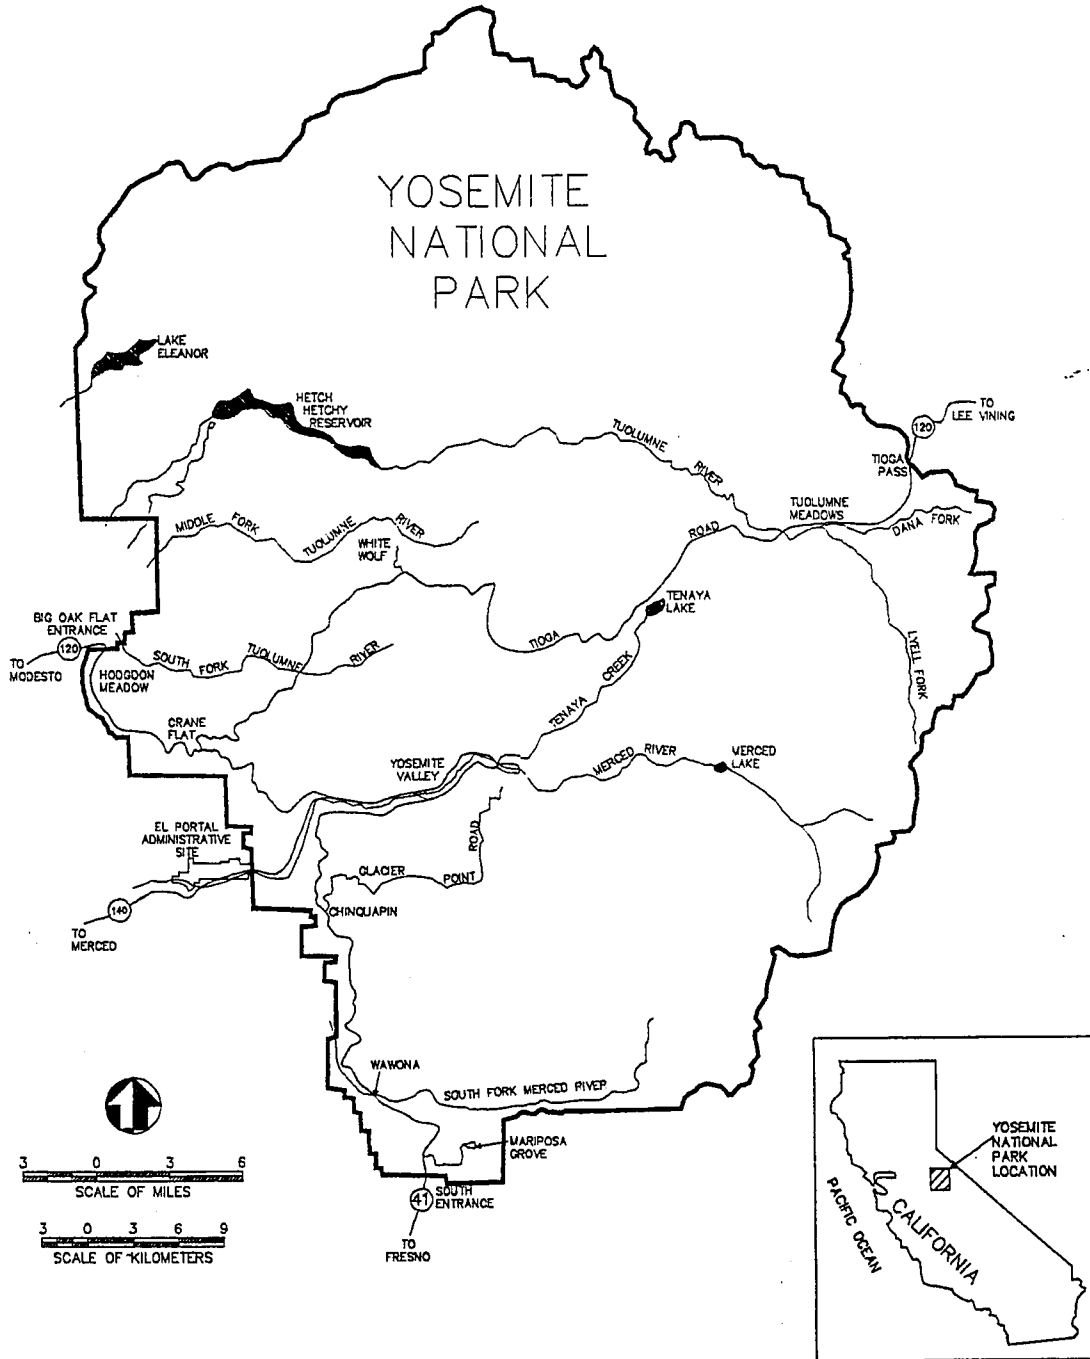 YOSEMITE
NATIONAL
PARK
LAKE
ELEANOR
HETCH
HETCHY
RESERVOIR
TUOLUMNE
RIVER
TO
LEE VINING
120
TIOGA
PASS
TUOLUMNE
MEADOWS
DANA FORK
MIDDLE FORK
TUOLUMNE
RIVER
WHITE
WOLF
ROAD
TENAYA
LAKE
BIG OAK FLAT
ENTRANCE
120
TO
MODESTO
HODGDON
MEADOW
SOUTH FORK
TUOLUMNE
RIVER
TIOGA
LYELL FORK
TENAYA
CREEK
CRANE
FLAT
YOSEMITE
VALLEY
MERCED RIVER
MERCED
LAKE
EL PORTAL
ADMINISTRATIVE
SITE
ROAD
GLACIER
POINT
140
TO
MERCED
CHINQUAPIN
WAWONA
SOUTH FORK MERCED RIVER
MARIPOSA
GROVE
41
SOUTH
ENTRANCE
TO
FRESNO
3 0 3 6
SCALE OF MILES
3 0 3 6 9
SCALE OF KILOMETERS
YOSEMITE
NATIONAL
PARK
LOCATION
PACIFIC OCEAN
CALIFORNIA